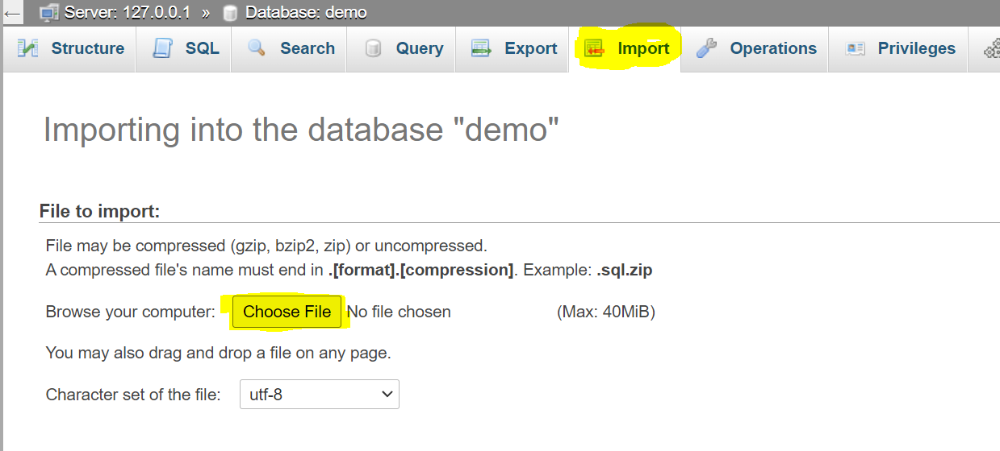 ← Server: 127.0.0.1 » Database: demo
Structure SQL Search Query Export Import Operations Privileges
Importing into the database "demo"
File to import:
File may be compressed (gzip, bzip2, zip) or uncompressed.
A compressed file's name must end in .[format].[compression]. Example: .sql.zip
Browse your computer: Choose File No file chosen (Max: 40MiB)
You may also drag and drop a file on any page.
Character set of the file: utf-8